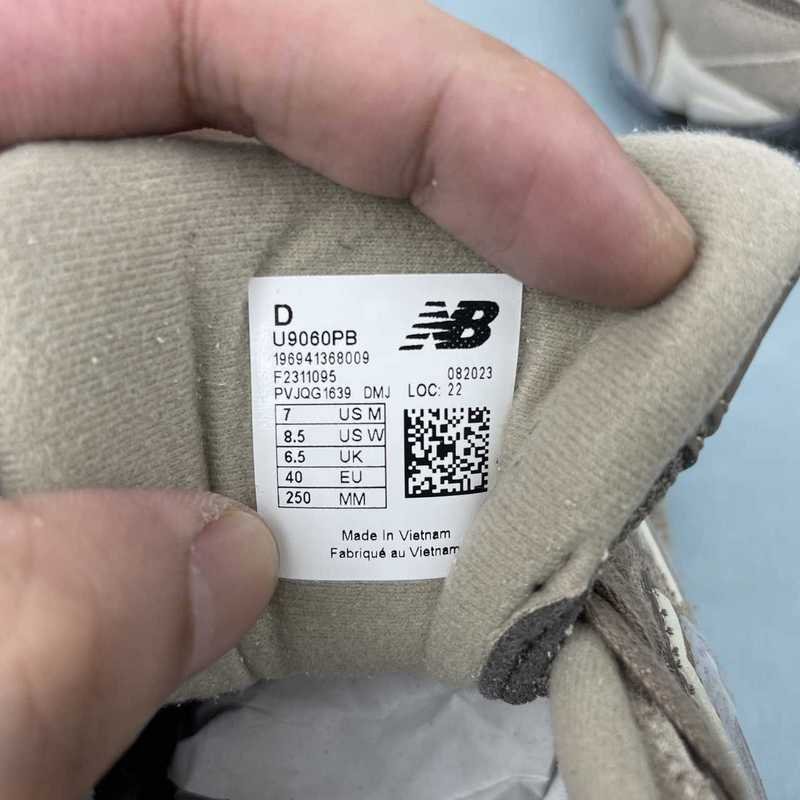 D
NB
U9060PB
196941368009
F2311095 082023
PVJQG1639 DMJ LOC: 22
7 US M
8.5 US W
6.5 UK
40 EU
250 MM
Made In Vietnam
Fabriqué au Vietnam